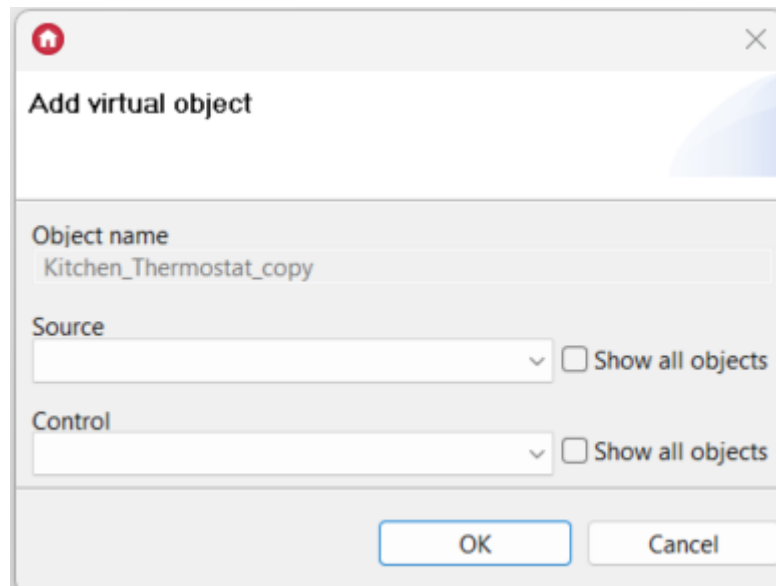 Add virtual object
Object name
Kitchen_Thermostat_copy
Source
Show all objects
Control
Show all objects
OK
Cancel